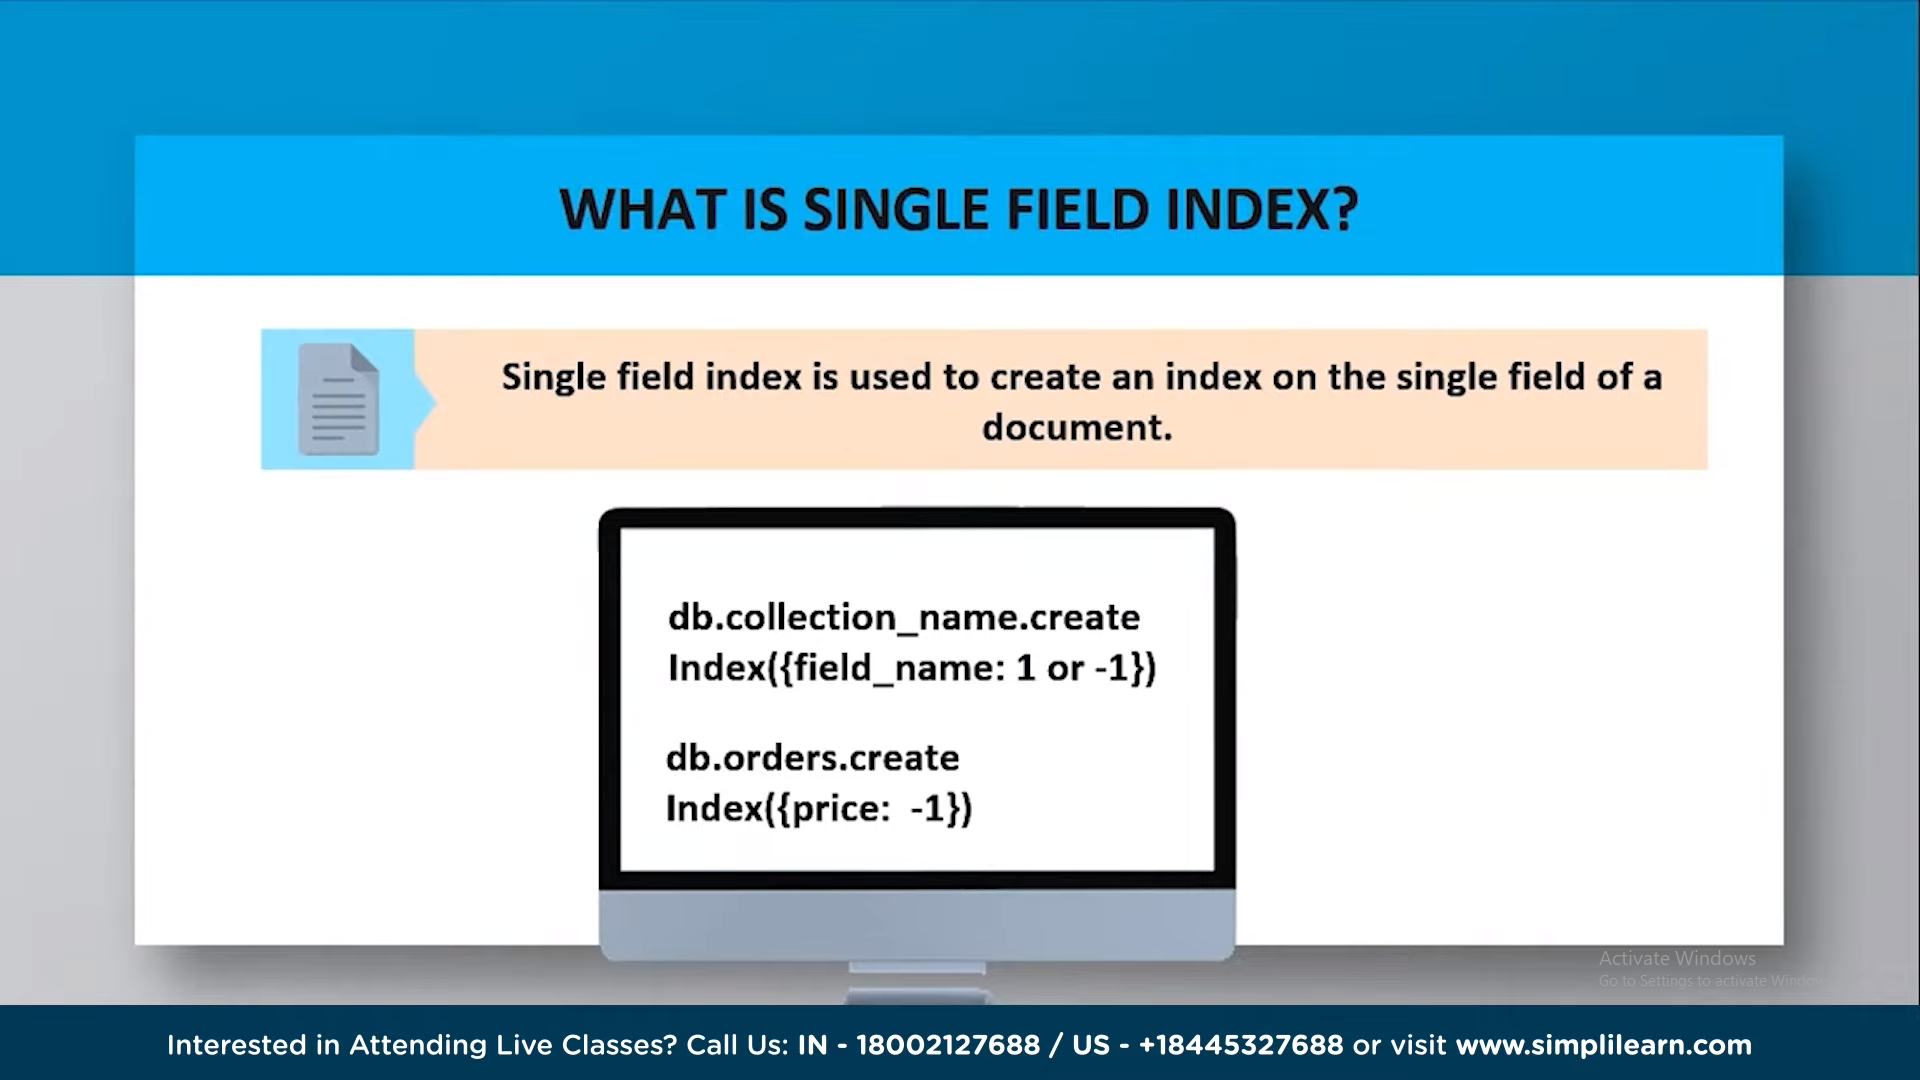 WHAT IS SINGLE FIELD INDEX?
Single field index is used to create an index on the single field of a
document.
db.collection_name.create
Index({field_name: 1 or -1})
db.orders.create
Index({price:  -1})
Activate Windows
Go to Settings to activate Windows
Interested in Attending Live Classes? Call Us: IN - 18002127688 / US - +18445327688 or visit www.simplilearn.com